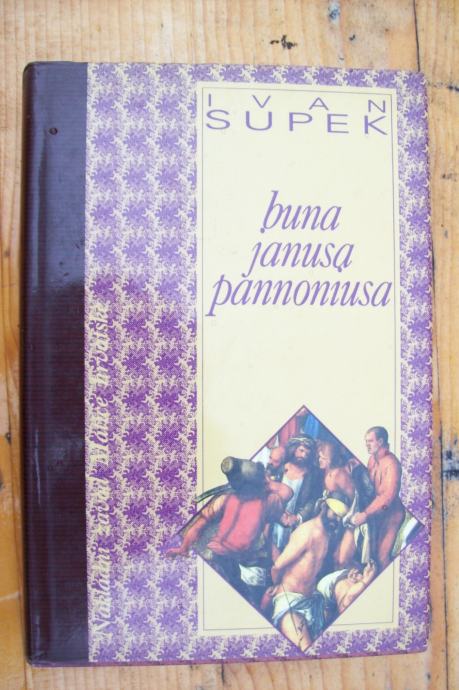 IVAN
SUPEK
buna
janusa
pannoniusa
Nakladni zavod Matice hrvatske